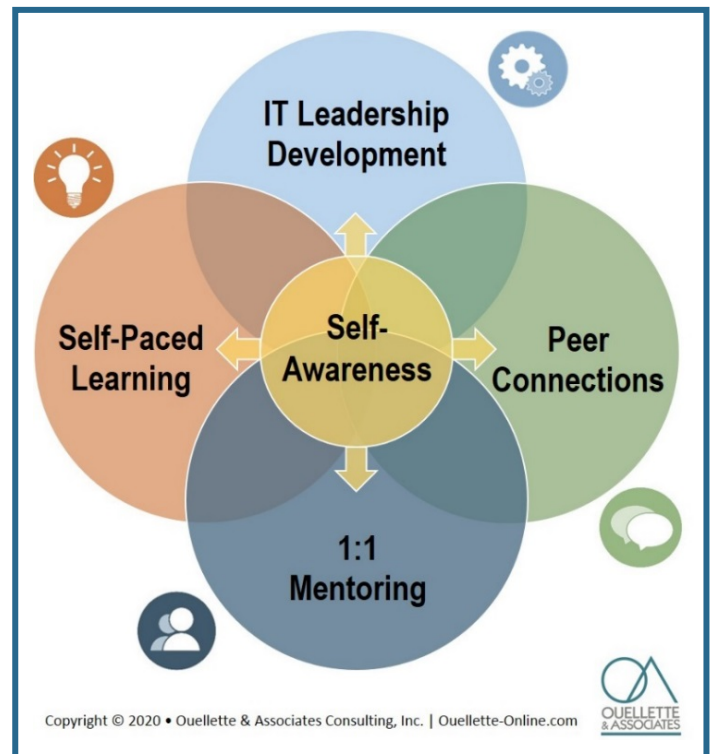 IT Leadership
Development
Self-Paced
Learning
Self-
Awareness
Peer
Connections
1:1
Mentoring
Copyright © 2020 • Ouellette & Associates Consulting, Inc. | Ouellette-Online.com
OA
OUELLETTE
& ASSOCIATES